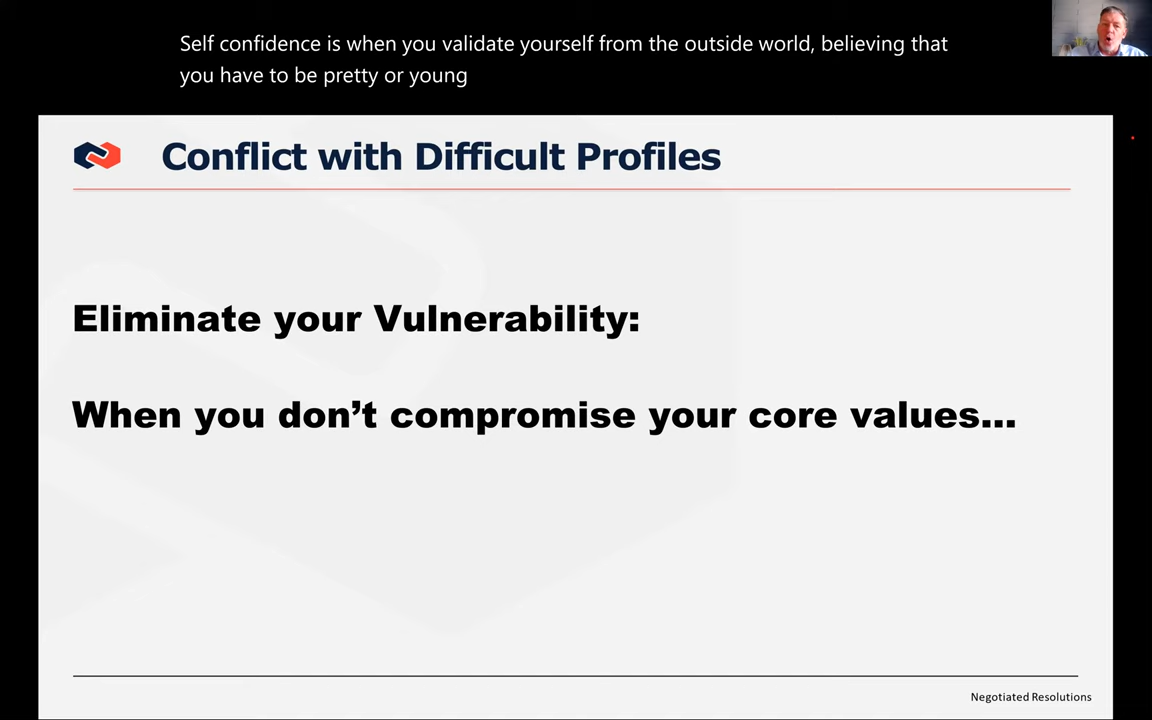 Self confidence is when you validate yourself from the outside world, believing that
you have to be pretty or young
Conflict with Difficult Profiles
Eliminate your Vulnerability:
When you don’t compromise your core values...
Negotiated Resolutions